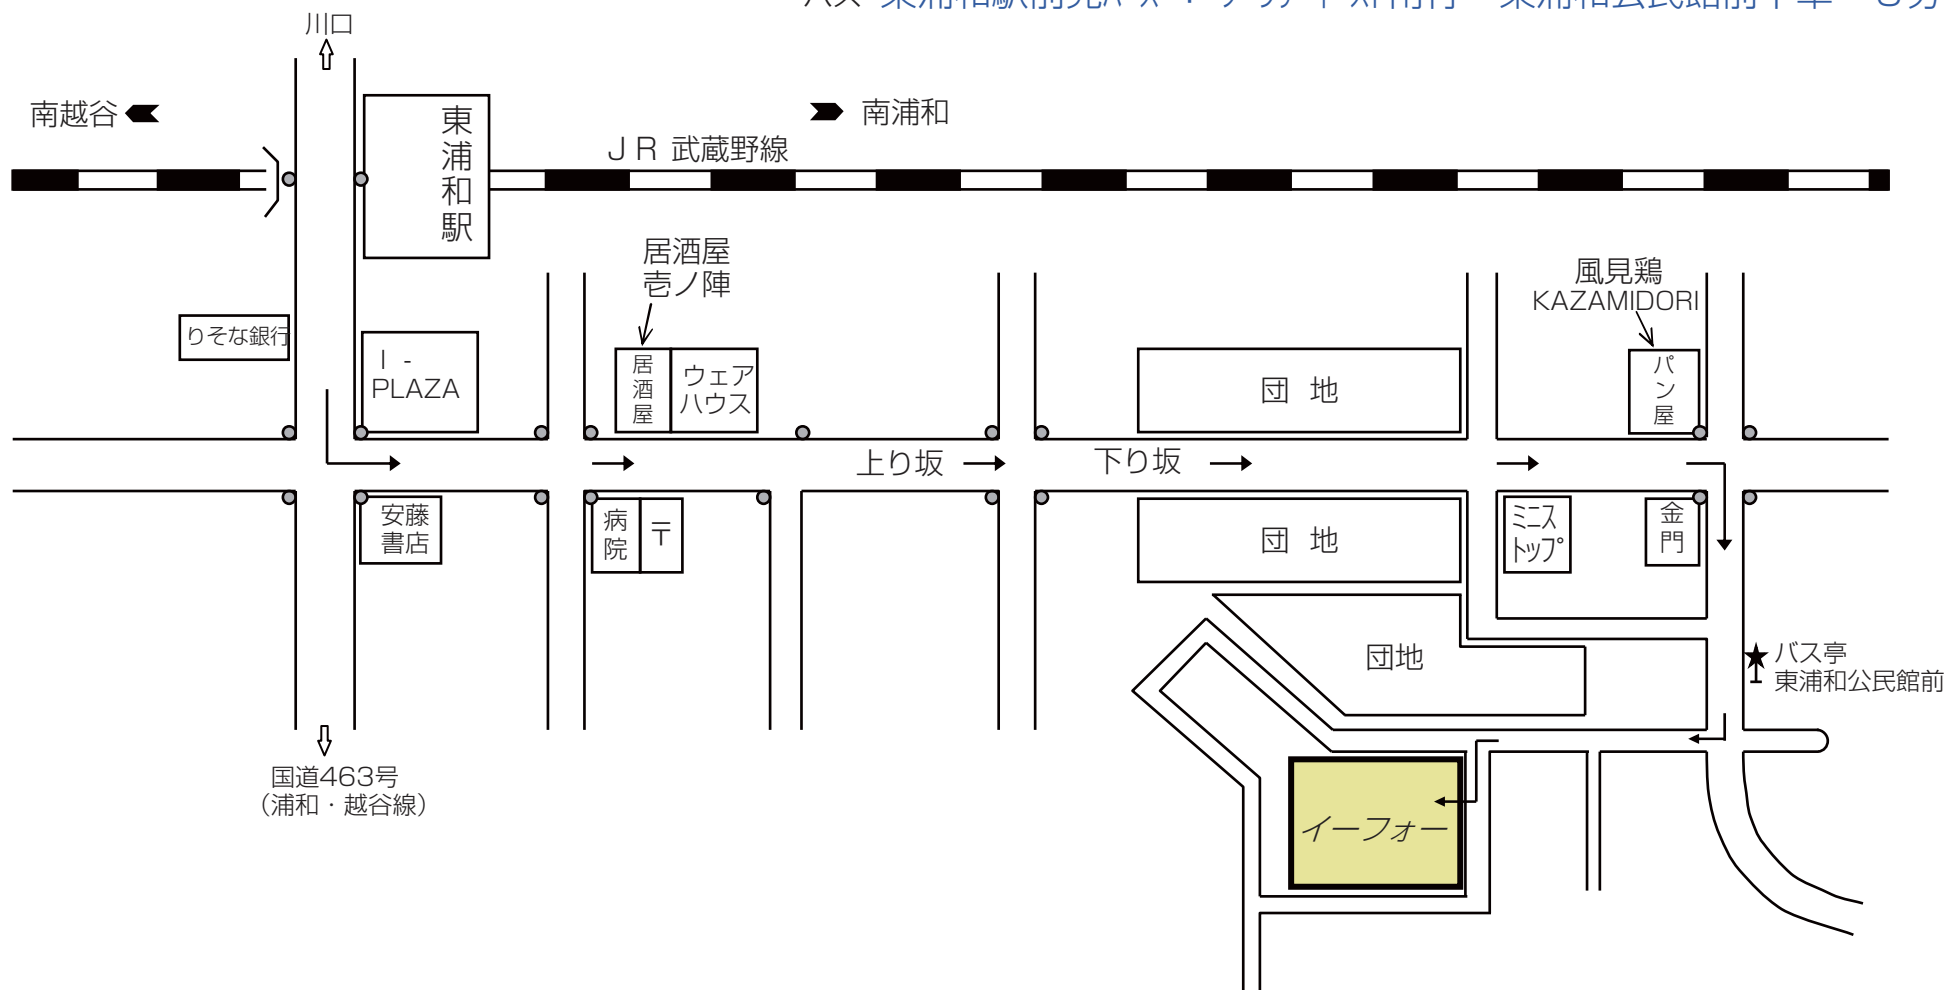 川口
南越谷
南浦和
JR 武蔵野線
東浦和駅
居酒屋
壱ノ陣
風見鶏
KAZAMIDORI
りそな銀行
I -
PLAZA
居酒屋
ウェア
ハウス
団 地
パン屋
上り坂
下り坂
安藤
書店
病院
〒
団 地
ミニス
トップ
金門
団地
バス亭
東浦和公民館前
国道463号
(浦和・越谷線)
イーフォー